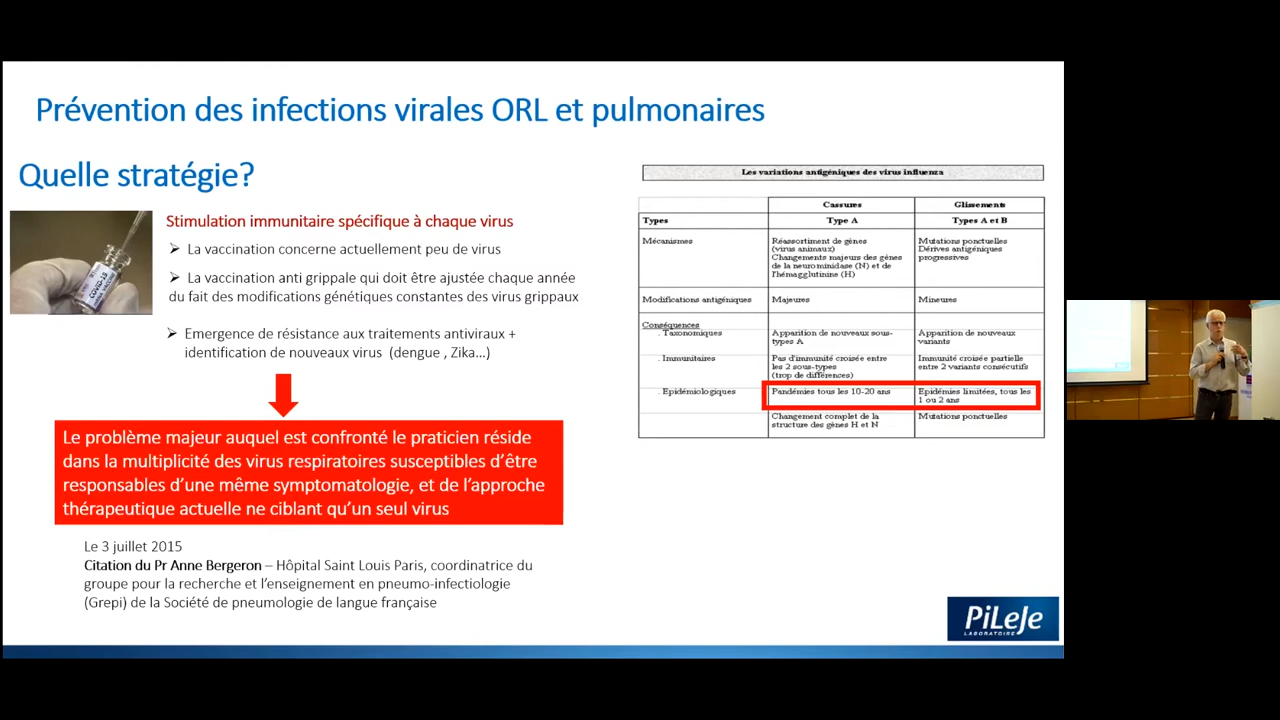 Prévention des infections virales ORL et pulmonaires
Quelle stratégie?
COVID-19
Stimulation immunitaire spécifique à chaque virus
➢ La vaccination concerne actuellement peu de virus
➢ La vaccination anti grippale qui doit être ajustée chaque année
du fait des modifications génétiques constantes des virus grippaux
➢ Emergence de résistance aux traitements antiviraux +
identification de nouveaux virus (dengue , Zika...)
Le problème majeur auquel est confronté le praticien réside
dans la multiplicité des virus respiratoires susceptibles d'être
responsables d'une même symptomatologie, et de l'approche
thérapeutique actuelle ne ciblant qu'un seul virus
Le 3 juillet 2015
Citation du Pr Anne Bergeron – Hôpital Saint Louis Paris, coordinatrice du
groupe pour la recherche et l'enseignement en pneumo-infectiologie
(Grepi) de la Société de pneumologie de langue française
Les variations antigéniques des virus influenza
Cassures Glissements
Types Type A Types A et B
Mécanismes Réassortiment de gènes Mutations ponctuelles
(virus animaux) Dérives antigéniques
Changements majeurs des gènes progressives
de la neurominidase (N) et de
l'hémagglutinine (H)
Modifications antigéniques Majeures Mineures
Conséquences
. Taxonomiques Apparition de nouveaux sous- Apparition de nouveaux
types A variants
. Immunitaires Pas d'immunité croisée entre Immunité croisée partielle
les 2 sous-types entre 2 variants consécutifs
(trop de différences)
. Epidémiologiques Pandémies tous les 10-20 ans Epidémies limitées, tous les
1 ou 2 ans
Changement complet de la Mutations ponctuelles
structure des gènes H et N
PiLeJe
LABORATOIRE